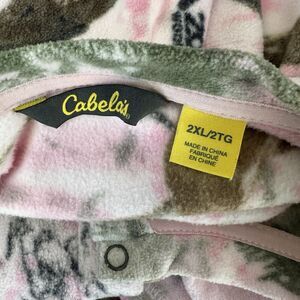 Cabela's®
2XL/2TG
MADE IN CHINA
FABRIQUÉ
EN CHINE